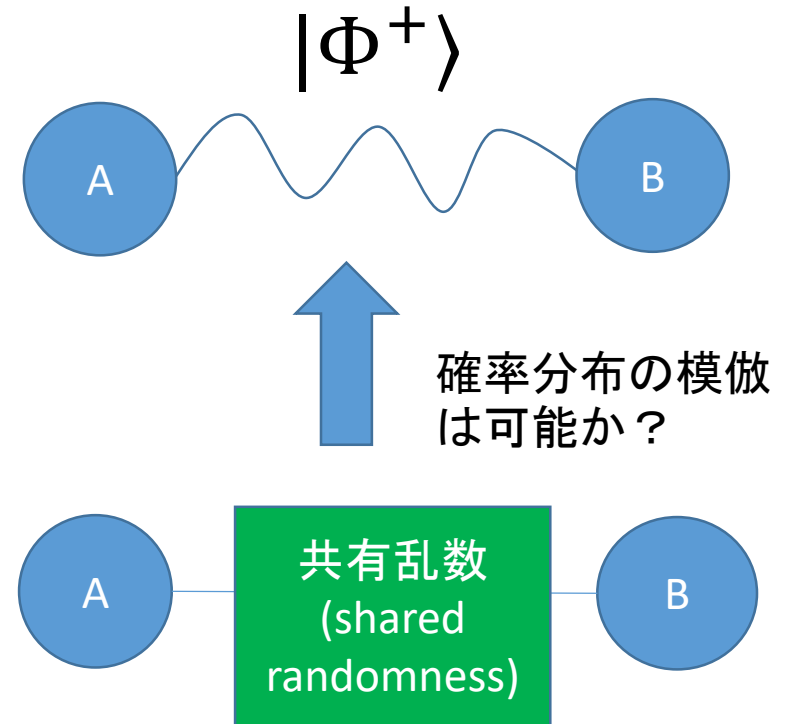 |Φ⁺⟩
A
B
確率分布の模倣
は可能か？
A
共有乱数
(shared
randomness)
B